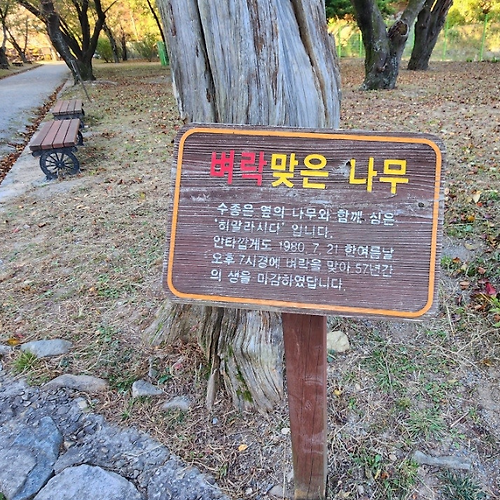 벼락맞은 나무
수종은 옆의 나무와 함께 심은
'히말라시다' 입니다.
안타깝게도 1980. 7. 21 한여름날
오후 7시경에 벼락을 맞아 57년간
의 생을 마감하였답니다.